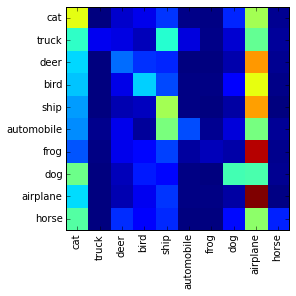 cat
truck
deer
bird
ship
automobile
frog
dog
airplane
horse
cat
truck
deer
bird
ship
automobile
frog
dog
airplane
horse